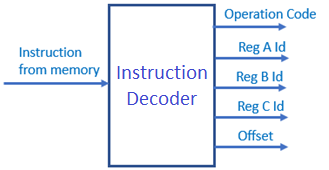 Instruction
from memory
Instruction
Decoder
Operation Code
Reg A Id
Reg B Id
Reg C Id
Offset